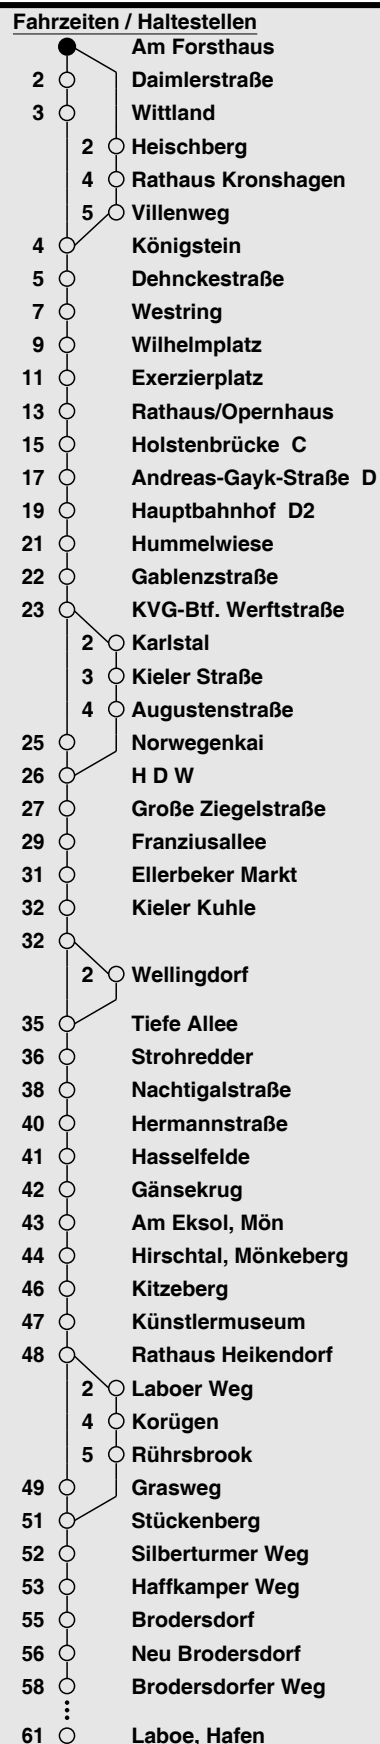 Fahrzeiten / Haltestellen
Am Forsthaus
2 Daimlerstraße
3 Wittland
2 Heischberg
4 Rathaus Kronshagen
5 Villenweg
4 Königstein
5 Dehnckestraße
7 Westring
9 Wilhelmplatz
11 Exerzierplatz
13 Rathaus/Opernhaus
15 Holstenbrücke C
17 Andreas-Gayk-Straße D
19 Hauptbahnhof D2
21 Hummelwiese
22 Gablenzstraße
23 KVG-Btf. Werftstraße
2 Karlstal
3 Kieler Straße
4 Augustenstraße
25 Norwegenkai
26 H D W
27 Große Ziegelstraße
29 Franziusallee
31 Ellerbeker Markt
32 Kieler Kuhle
32
2 Wellingdorf
35 Tiefe Allee
36 Strohredder
38 Nachtigalstraße
40 Hermannstraße
41 Hasselfelde
42 Gänsekrug
43 Am Eksol, Mön
44 Hirschtal, Mönkeberg
46 Kitzeberg
47 Künstlermuseum
48 Rathaus Heikendorf
2 Laboer Weg
4 Korügen
5 Rührsbrook
49 Grasweg
51 Stückenberg
52 Silberturmer Weg
53 Haffkamper Weg
55 Brodersdorf
56 Neu Brodersdorf
58 Brodersdorfer Weg
61 Laboe, Hafen